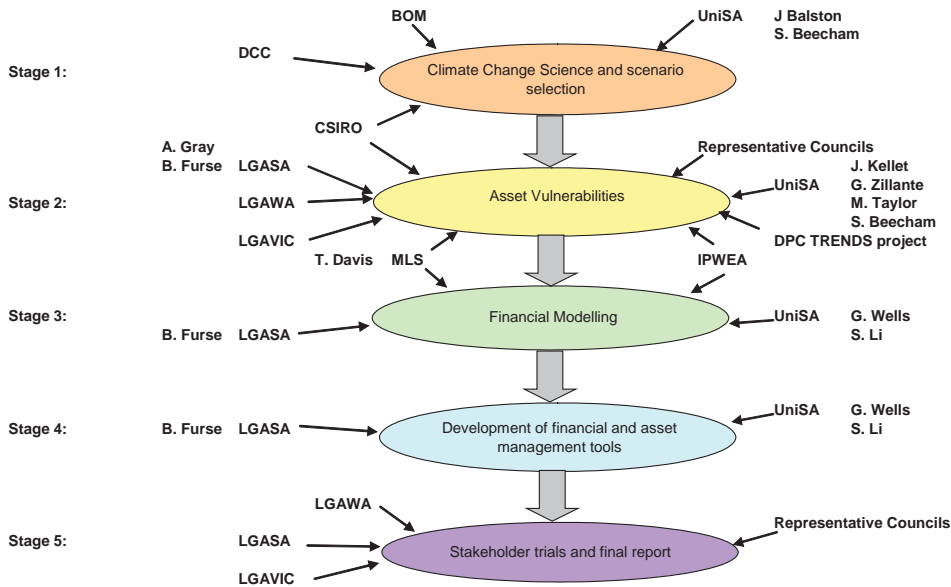 BOM
UniSA J Balston
S. Beecham
DCC
Stage 1:
Climate Change Science and scenario
selection
CSIRO
A. Gray
B. Furse LGASA
Representative Councils
J. Kellet
UniSA G. Zillante
Stage 2:
LGAWA
Asset Vulnerabilities
M. Taylor
S. Beecham
LGAVIC
DPC TRENDS project
T. Davis MLS
IPWEA
Stage 3:
Financial Modelling
UniSA G. Wells
B. Furse LGASA
S. Li
UniSA G. Wells
Stage 4:
B. Furse LGASA
Development of financial and asset
management tools
S. Li
LGAWA
Representative Councils
Stage 5:
LGASA
Stakeholder trials and final report
LGAVIC